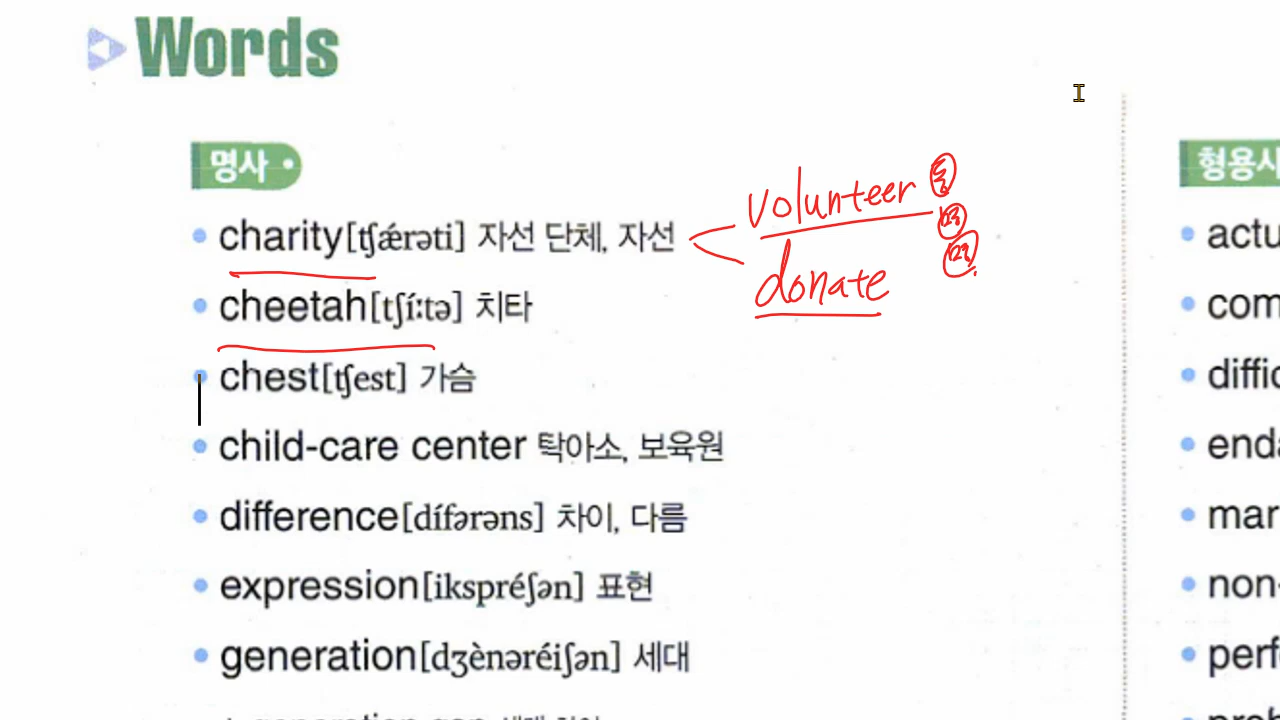 Words
명사
charity[tʃǽrəti] 자선 단체, 자선
volunteer 동
명
donate
cheetah[tʃíːtə] 치타
chest[tʃest] 가슴
child-care center 탁아소, 보육원
difference[dífərəns] 차이, 다름
expression[ikspréʃən] 표현
generation[dʒènəréiʃən] 세대
형용사
actu
com
diffic
enda
mar
non-
perf